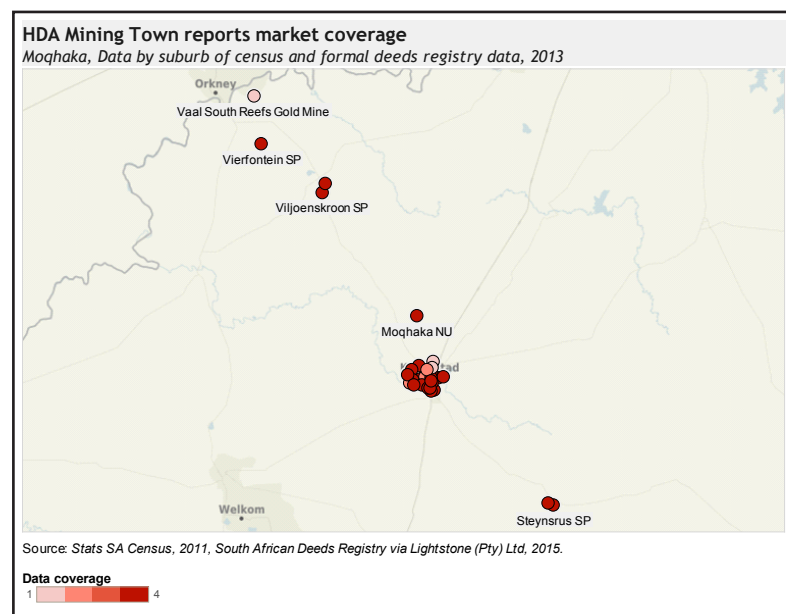 HDA Mining Town reports market coverage
Moqhaka, Data by suburb of census and formal deeds registry data, 2013
Orkney
Vaal South Reefs Gold Mine
Vierfontein SP
Viljoenskroon SP
Moqhaka NU
Welkom
Steynsrus SP
Source: Stats SA Census, 2011, South African Deeds Registry via Lightstone (Pty) Ltd, 2015.
Data coverage
1 4